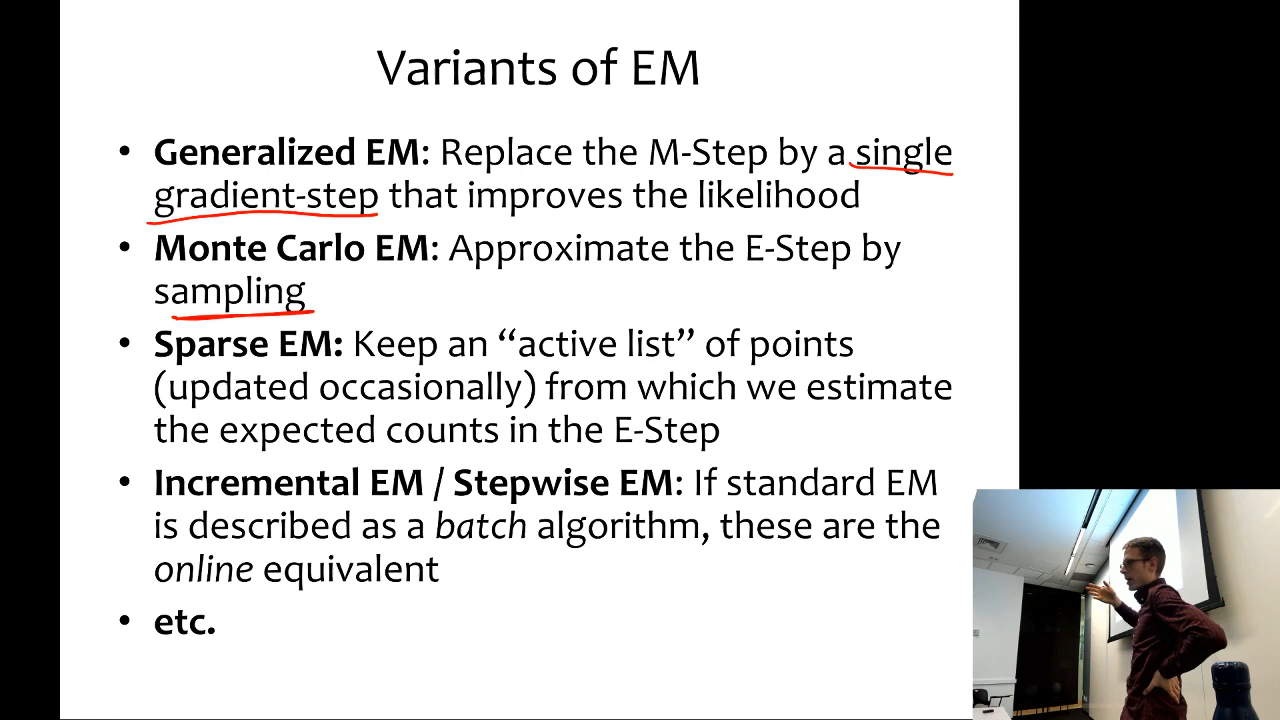 Variants of EM
• Generalized EM: Replace the M-Step by a single
gradient-step that improves the likelihood
• Monte Carlo EM: Approximate the E-Step by
sampling
• Sparse EM: Keep an “active list” of points
(updated occasionally) from which we estimate
the expected counts in the E-Step
• Incremental EM / Stepwise EM: If standard EM
is described as a batch algorithm, these are the
online equivalent
• etc.